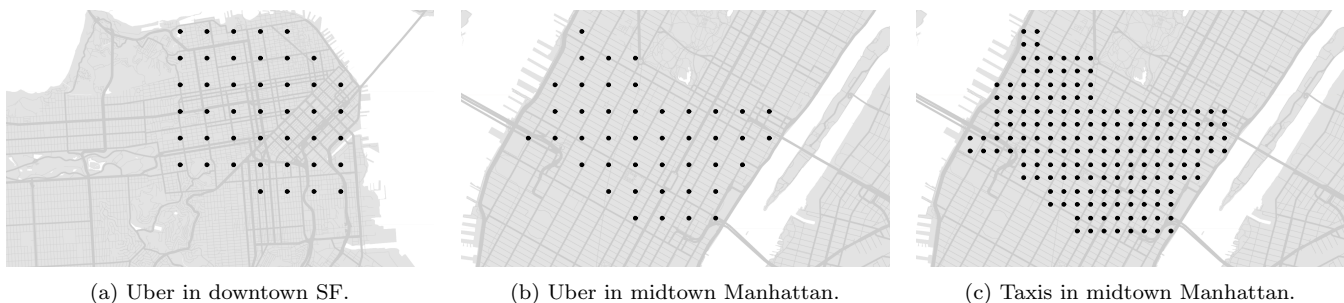 (a) Uber in downtown SF.
(b) Uber in midtown Manhattan.
(c) Taxis in midtown Manhattan.